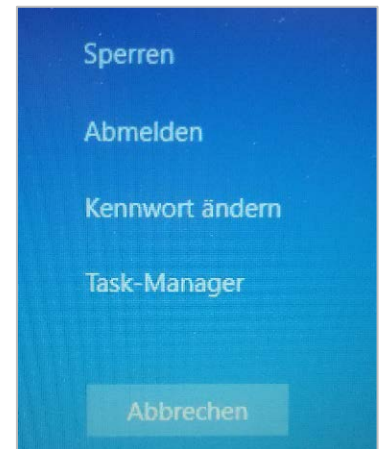 Sperren
Abmelden
Kennwort ändern
Task-Manager
Abbrechen